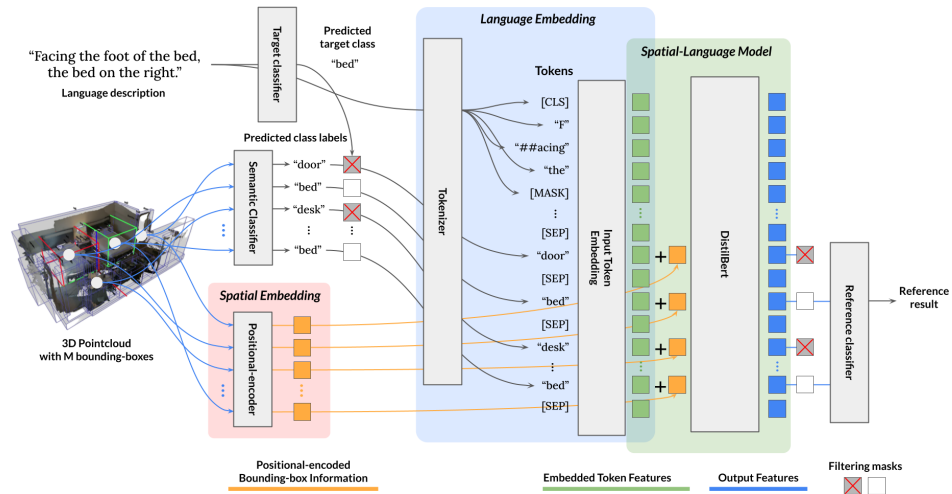 Language Embedding
Predicted
target class
Target classifier
“Facing the foot of the bed,
the bed on the right.”
“bed”
Language description
Spatial-Language Model
Tokens
[CLS]
“F”
“##acing”
“the”
[MASK]
[SEP]
“door”
[SEP]
“bed”
[SEP]
“desk”
“bed”
[SEP]
Predicted class labels
Semantic Classifier
“door”
“bed”
“desk”
“bed”
Tokenizer
Input Token
Embedding
DistilBert
Reference classifier
Reference
result
Spatial Embedding
Positional-encoder
3D Pointcloud
with M bounding-boxes
Positional-encoded
Bounding-box Information
Embedded Token Features
Output Features
Filtering masks